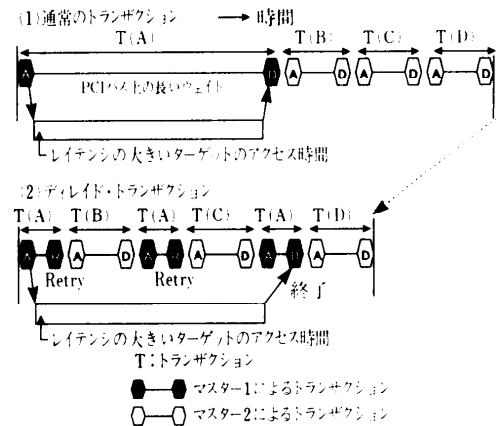 (1)通常のトランザクション → 時間
T(A) T(B) T(C) T(D)
A D A D A D A D
PCIバス上の長いウェイト
レイテンシの大きいターゲットのアクセス時間
(2)ディレイド・トランザクション
T(A) T(B) T(A) T(C) T(A) T(D)
A A D A A D A D A D
Retry Retry 終了
レイテンシの大きいターゲットのアクセス時間
T:トランザクション
マスター1によるトランザクション
マスター2によるトランザクション